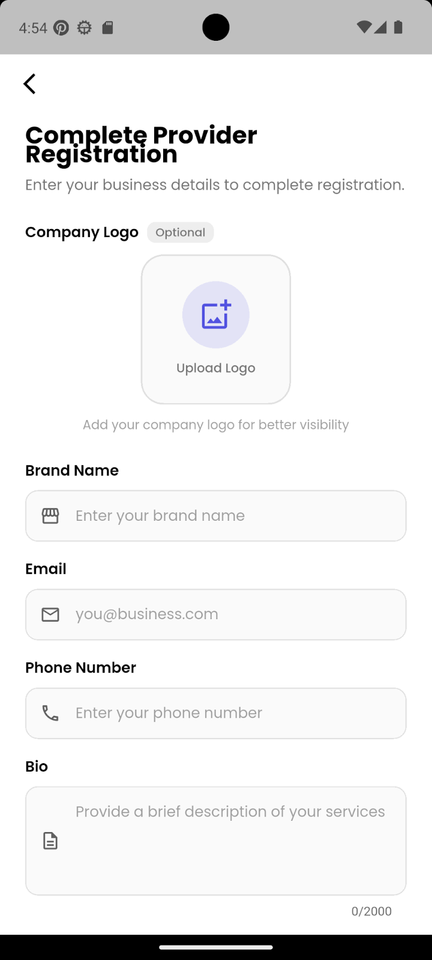 4:54
Complete Provider
Registration
Enter your business details to complete registration.
Company Logo Optional
Upload Logo
Add your company logo for better visibility
Brand Name
Enter your brand name
Email
you@business.com
Phone Number
Enter your phone number
Bio
Provide a brief description of your services
0/2000